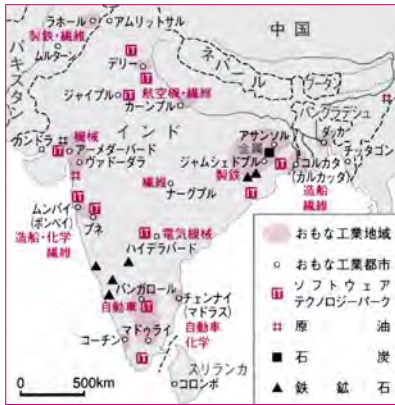 ラホール
アムリットサル
中国
製鉄・繊維
ムルターン
パキスタン
IT
デリー
IT
ネパール
ブータン
ジャイプル
IT
航空機・繊維
カーンプル
バングラデシュ
インド
カンドラ
機械
IT
アーメダーバード
ヴァドーダラ
アサンソル
金属
ダッカ
チッタゴン
ジャムシェドプル
製鉄
IT
コルカタ
(カルカッタ)
造船
繊維
繊維
ナーグプル
IT
IT
ムンバイ
(ボンベイ)
IT
プネ
造船・化学
繊維
IT
電気機械
ハイデラバード
バンガロール
自動車
IT
チェンナイ
(マドラス)
自動車
化学
コーチン
マドゥライ
IT
スリランカ
コロンボ
0
500km
おもな工業地域
おもな工業都市
IT
ソフトウェア
テクノロジーパーク
原油
石炭
鉄鉱石